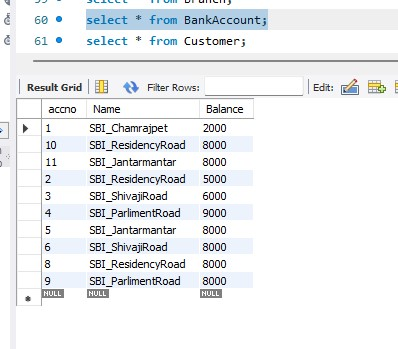 59 select * from Branch;
60 select * from BankAccount;
61 select * from Customer;
Result Grid Filter Rows: Edit:
accno Name Balance
1 SBI_Chamrajpet 2000
10 SBI_ResidencyRoad 8000
11 SBI_Jantarmantar 8000
2 SBI_ResidencyRoad 5000
3 SBI_ShivajiRoad 6000
4 SBI_ParlimentRoad 9000
5 SBI_Jantarmantar 8000
6 SBI_ShivajiRoad 8000
8 SBI_ResidencyRoad 8000
9 SBI_ParlimentRoad 8000
NULL NULL NULL